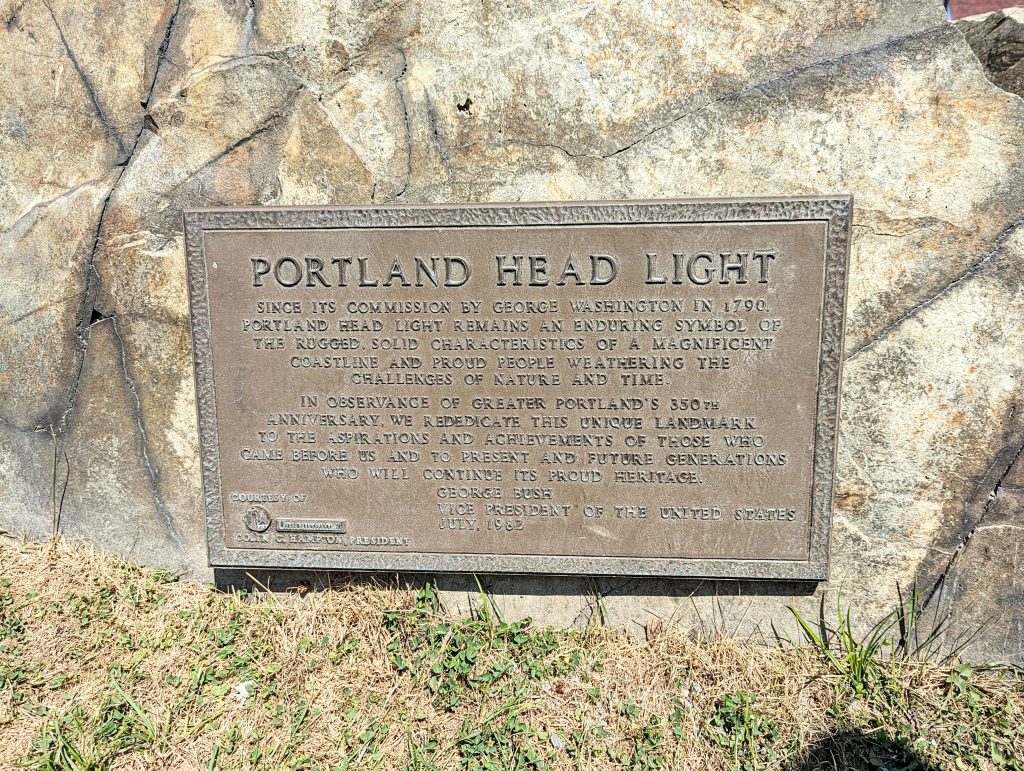 PORTLAND HEAD LIGHT
SINCE ITS COMMISSION BY GEORGE WASHINGTON IN 1790,
PORTLAND HEAD LIGHT REMAINS AN ENDURING SYMBOL OF
THE RUGGED, SOLID CHARACTERISTICS OF A MAGNIFICENT
COASTLINE AND PROUD PEOPLE WEATHERING THE
CHALLENGES OF NATURE AND TIME.
IN OBSERVANCE OF GREATER PORTLAND'S 350TH
ANNIVERSARY, WE REDEDICATE THIS UNIQUE LANDMARK
TO THE ASPIRATIONS AND ACHIEVEMENTS OF THOSE WHO
CAME BEFORE US AND TO PRESENT AND FUTURE GENERATIONS
WHO WILL CONTINUE ITS PROUD HERITAGE.
GEORGE BUSH
VICE PRESIDENT OF THE UNITED STATES
JULY, 1982
COURTESY OF
COLIN C. HAMPTON, PRESIDENT